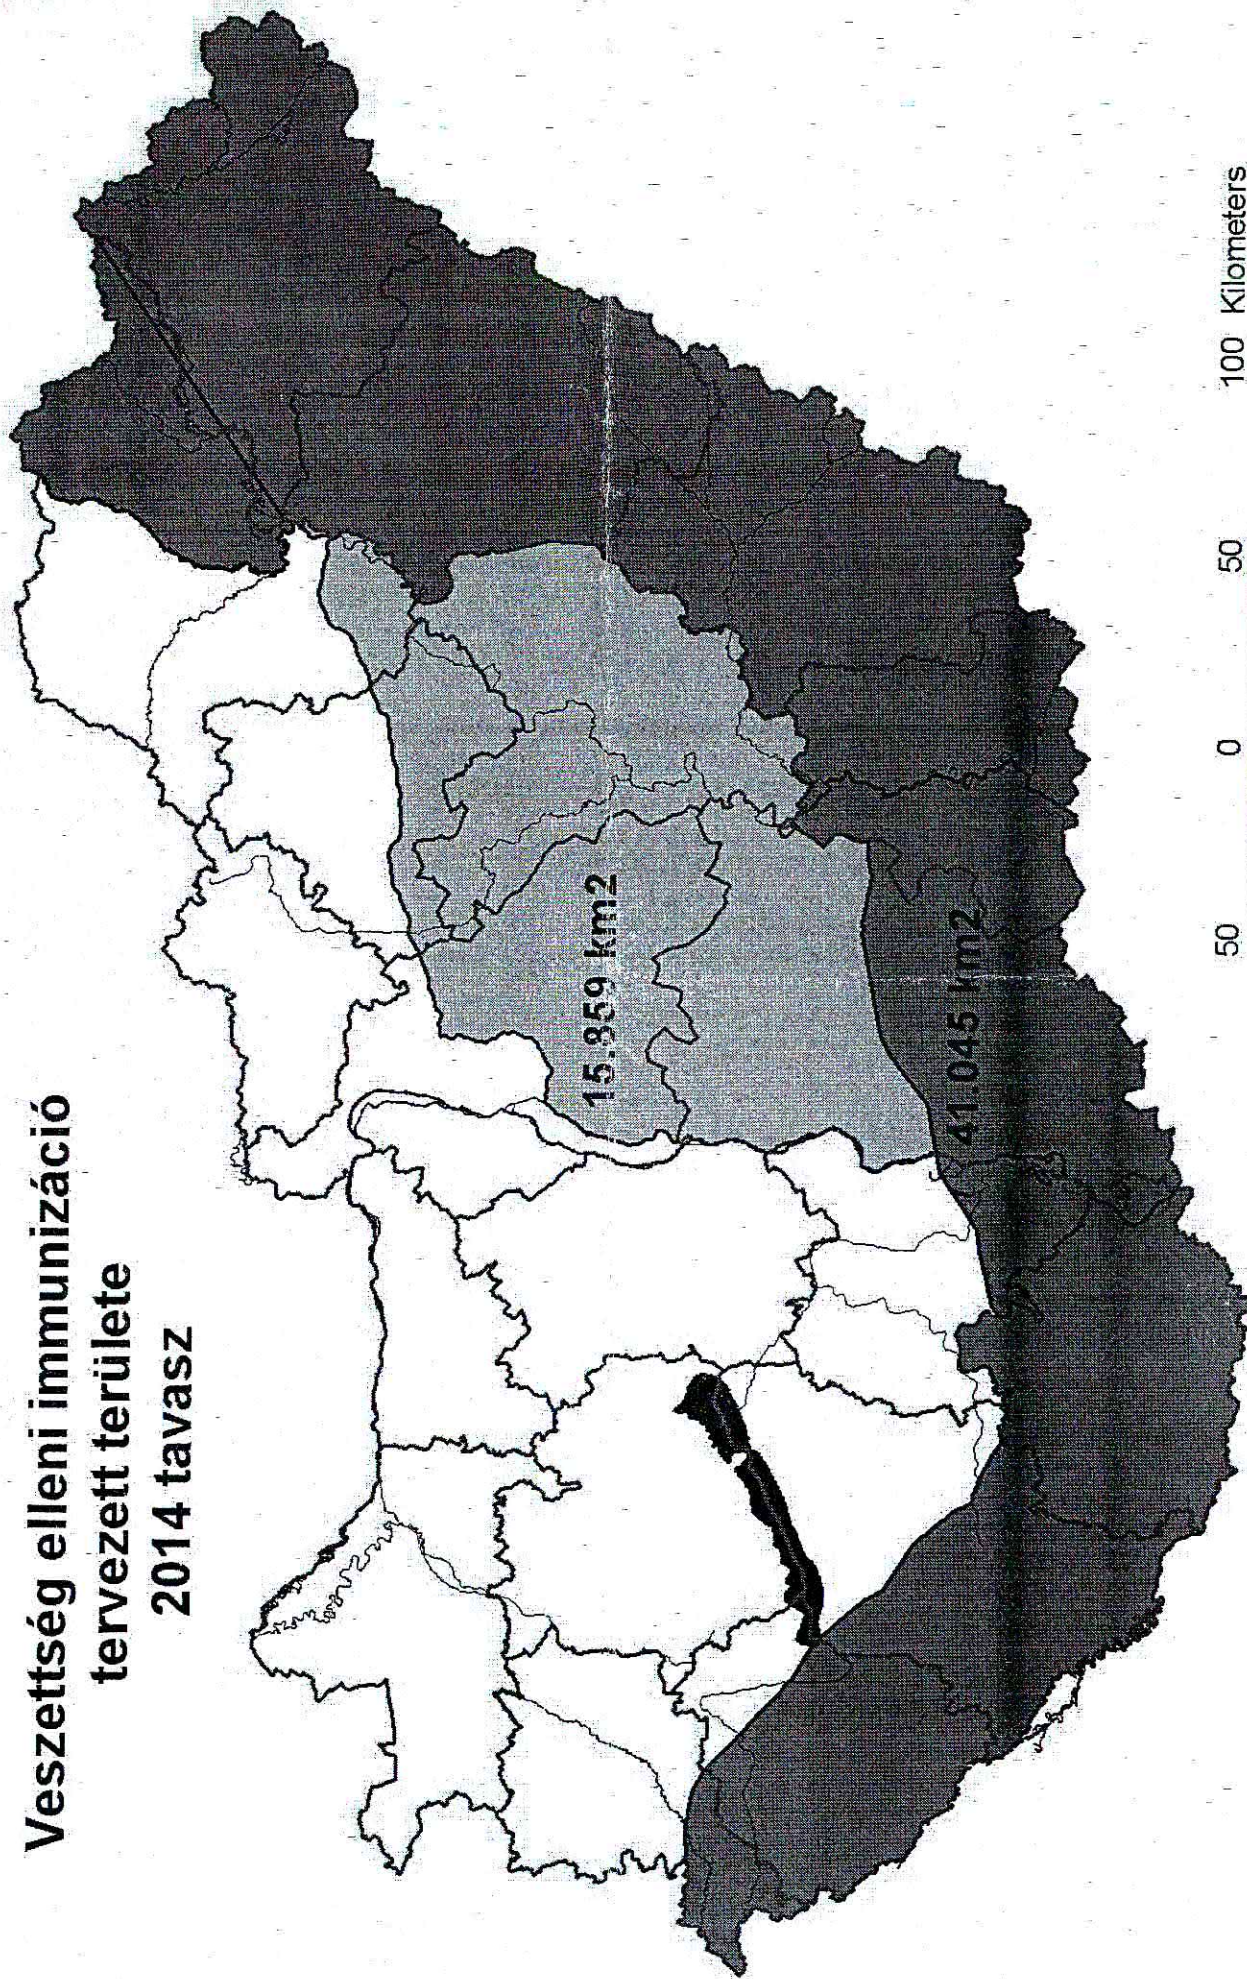 Veszettség elleni immunizáció
tervezett területe
2014 tavasz
15.859 km2
41.045 km2
50 0 50 100 Kilometers